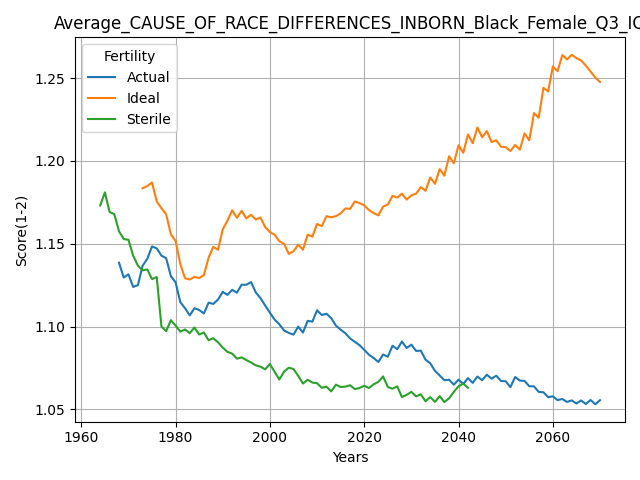 Average_CAUSE_OF_RACE_DIFFERENCES_INBORN_Black_Female_Q3_IC
Fertility
Actual
Ideal
Sterile
Score(1-2)
1.25
1.20
1.15
1.10
1.05
1960 1980 2000 2020 2040 2060
Years